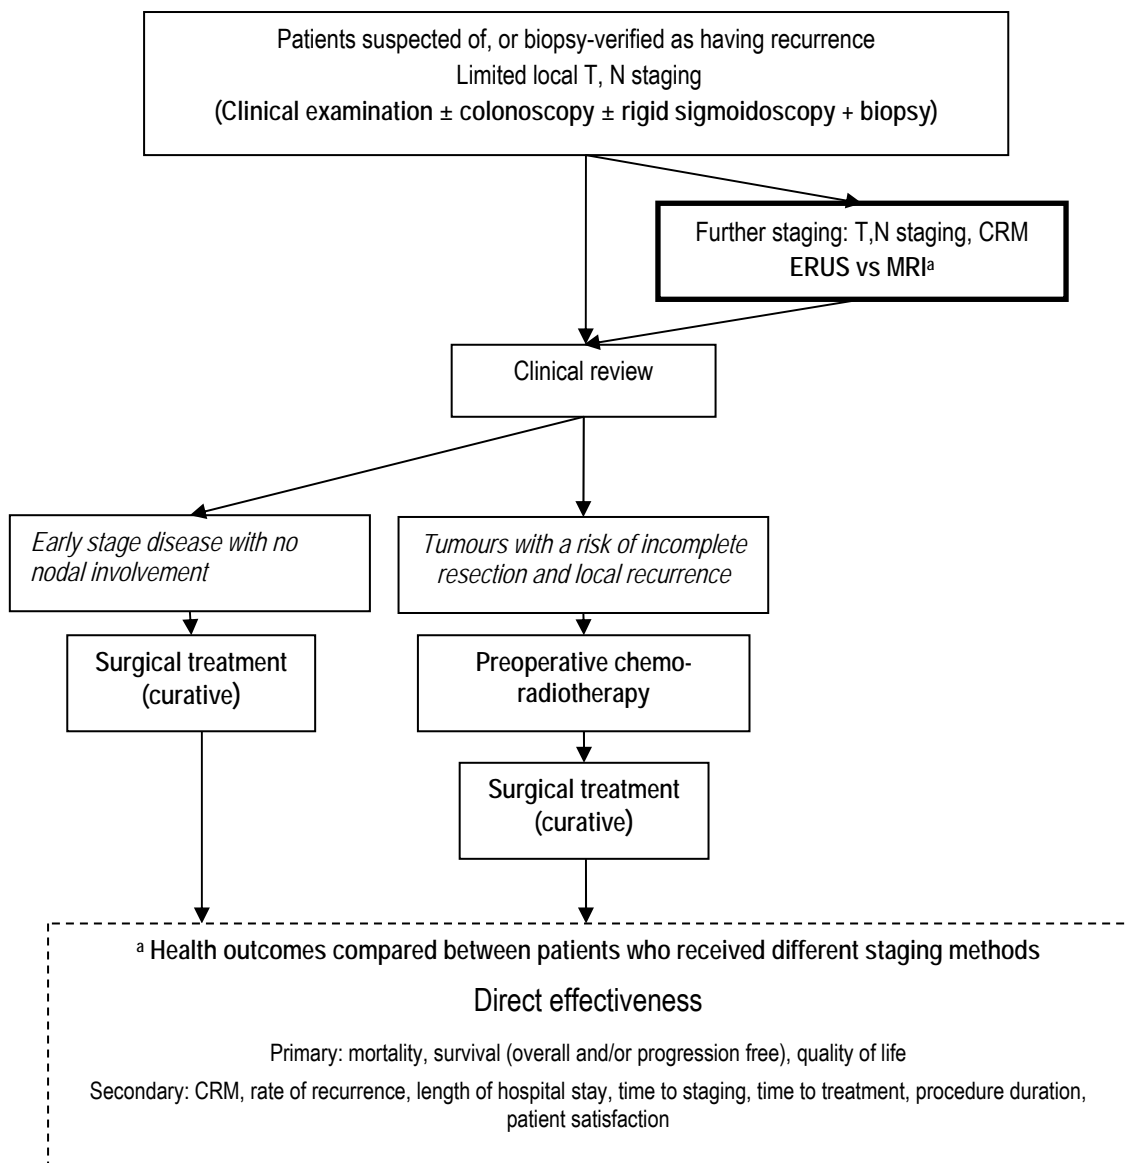 Patients suspected of, or biopsy-verified as having recurrence
Limited local T, N staging
(Clinical examination ± colonoscopy ± rigid sigmoidoscopy + biopsy)
Further staging: T,N staging, CRM
ERUS vs MRIᵃ
Clinical review
Early stage disease with no
nodal involvement
Tumours with a risk of incomplete
resection and local recurrence
Surgical treatment
(curative)
Preoperative chemo-
radiotherapy
Surgical treatment
(curative)
ᵃ Health outcomes compared between patients who received different staging methods
Direct effectiveness
Primary: mortality, survival (overall and/or progression free), quality of life
Secondary: CRM, rate of recurrence, length of hospital stay, time to staging, time to treatment, procedure duration,
patient satisfaction